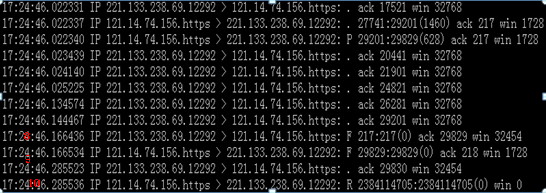 17:24:46.022331 IP 221.133.238.69.12292 > 121.14.74.156.https: . ack 17521 win 32768
17:24:46.022337 IP 121.14.74.156.https > 221.133.238.69.12292: . 27741:29201(1460) ack 217 win 1728
17:24:46.022340 IP 121.14.74.156.https > 221.133.238.69.12292: P 29201:29829(628) ack 217 win 1728
17:24:46.023439 IP 221.133.238.69.12292 > 121.14.74.156.https: . ack 20441 win 32768
17:24:46.024140 IP 221.133.238.69.12292 > 121.14.74.156.https: . ack 21901 win 32768
17:24:46.025225 IP 221.133.238.69.12292 > 121.14.74.156.https: . ack 24821 win 32768
17:24:46.134574 IP 221.133.238.69.12292 > 121.14.74.156.https: . ack 26281 win 32768
17:24:46.144467 IP 221.133.238.69.12292 > 121.14.74.156.https: . ack 29201 win 32768
17:24:46.166436 IP 221.133.238.69.12292 > 121.14.74.156.https: F 217:217(0) ack 29829 win 32454
17:24:46.166534 IP 121.14.74.156.https > 221.133.238.69.12292: F 29829:29829(0) ack 218 win 1728
17:24:46.285523 IP 221.133.238.69.12292 > 121.14.74.156.https: . ack 29830 win 32454
17:24:46.285536 IP 121.14.74.156.https > 221.133.238.69.12292: R 2384114705:2384114705(0) win 0